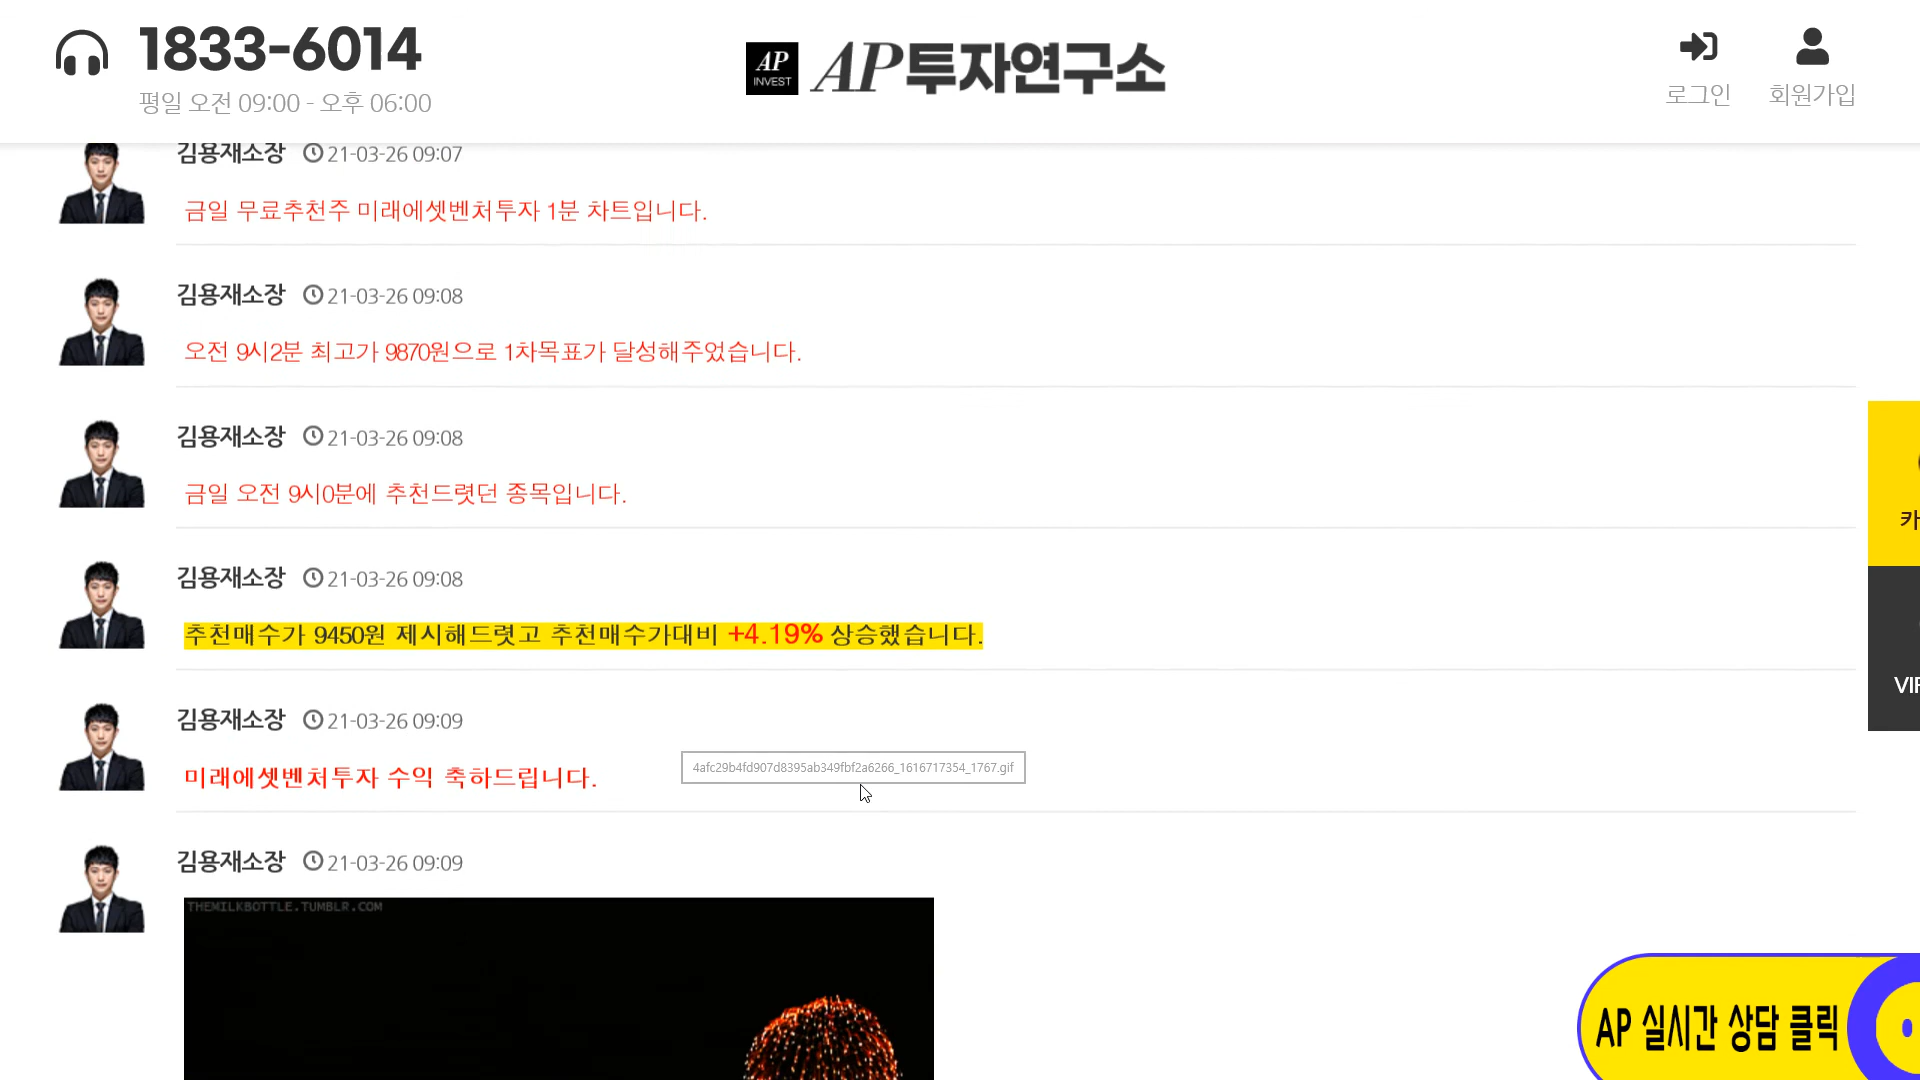 1833-6014
평일 오전 09:00 - 오후 06:00
AP
INVEST
AP투자연구소
로그인
회원가입
김용재소장 21-03-26 09:07
금일 무료추천주 미래에셋벤처투자 1분 차트입니다.
김용재소장 21-03-26 09:08
오전 9시2분 최고가 9870원으로 1차목표가 달성해주었습니다.
김용재소장 21-03-26 09:08
금일 오전 9시0분에 추천드렷던 종목입니다.
카
김용재소장 21-03-26 09:08
추천매수가 9450원 제시해드렷고 추천매수가대비 +4.19% 상승했습니다.
VIP
김용재소장 21-03-26 09:09
미래에셋벤처투자 수익 축하드립니다.
4afc29b4fd907d8395ab349fbf2a6266_1616717354_1767.gif
김용재소장 21-03-26 09:09
THEMILKBOTTLE.TUMBLR.COM
AP 실시간 상담 클릭